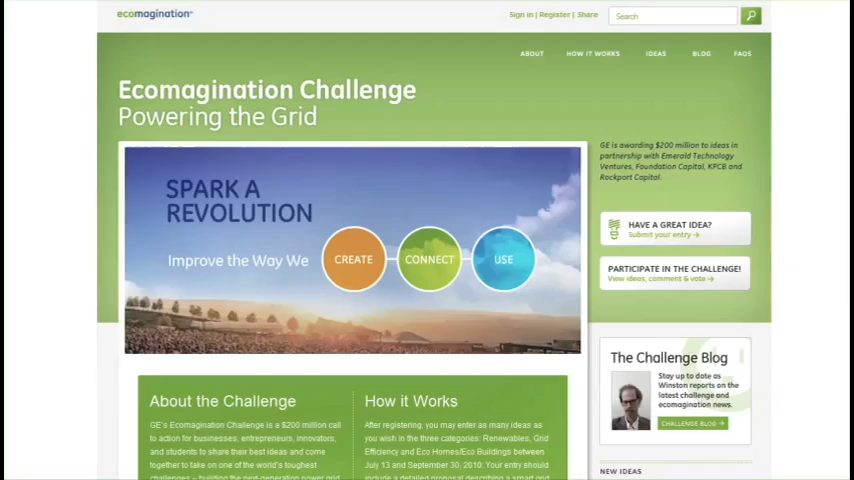 ecomagination
Sign in | Register | Share
Search
ABOUT
HOW IT WORKS
IDEAS
BLOG
FAQS
Ecomagination Challenge
Powering the Grid
SPARK A
REVOLUTION
Improve the Way We
CREATE
CONNECT
USE
GE is awarding $200 million to ideas in
partnership with Emerald Technology
Ventures, Foundation Capital, KPCB and
Rockport Capital.
HAVE A GREAT IDEA?
Submit your entry →
PARTICIPATE IN THE CHALLENGE!
View ideas, comment & vote →
The Challenge Blog
Stay up to date as
Winston reports on the
latest challenge and
ecomagination news.
CHALLENGE BLOG →
NEW IDEAS
About the Challenge
GE's Ecomagination Challenge is a $200 million call
to action for businesses, entrepreneurs, innovators,
and students to share their best ideas and come
together to take on one of the world's toughest
challenges – building the next-generation power grid
How it Works
After registering, you may enter as many ideas as
you wish in the three categories: Renewables, Grid
Efficiency and Eco Homes/Eco Buildings between
July 13 and September 30, 2010. Your entry should
include a detailed proposal describing a smart grid